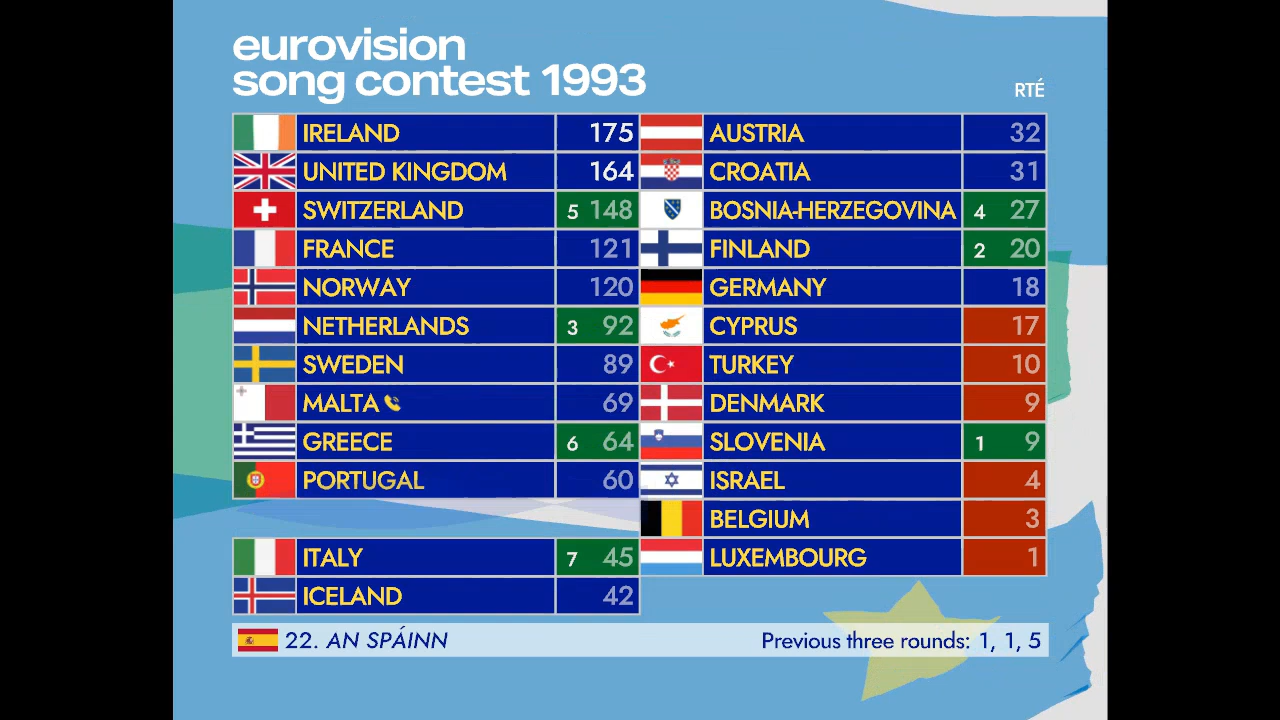 eurovision
song contest 1993
RTÉ
IRELAND 175
UNITED KINGDOM 164
SWITZERLAND 5 148
FRANCE 121
NORWAY 120
NETHERLANDS 3 92
SWEDEN 89
MALTA 69
GREECE 6 64
PORTUGAL 60
ITALY 7 45
ICELAND 42
AUSTRIA 32
CROATIA 31
BOSNIA-HERZEGOVINA 4 27
FINLAND 2 20
GERMANY 18
CYPRUS 17
TURKEY 10
DENMARK 9
SLOVENIA 1 9
ISRAEL 4
BELGIUM 3
LUXEMBOURG 1
22. AN SPÁINN
Previous three rounds: 1, 1, 5